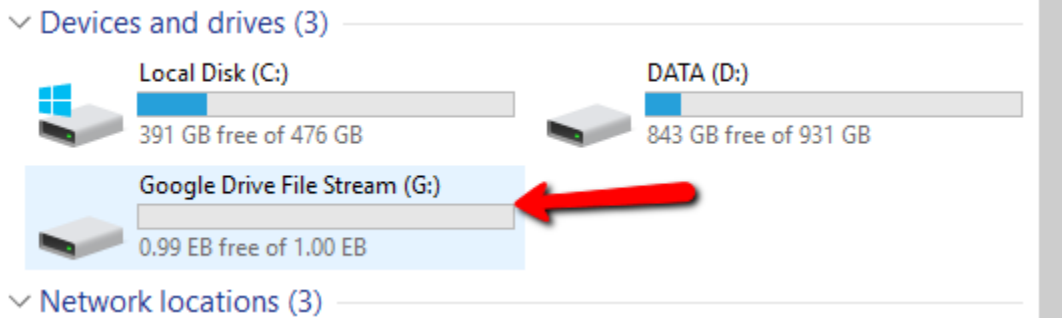 Devices and drives (3)
Local Disk (C:)
391 GB free of 476 GB
DATA (D:)
843 GB free of 931 GB
Google Drive File Stream (G:)
0.99 EB free of 1.00 EB
Network locations (3)